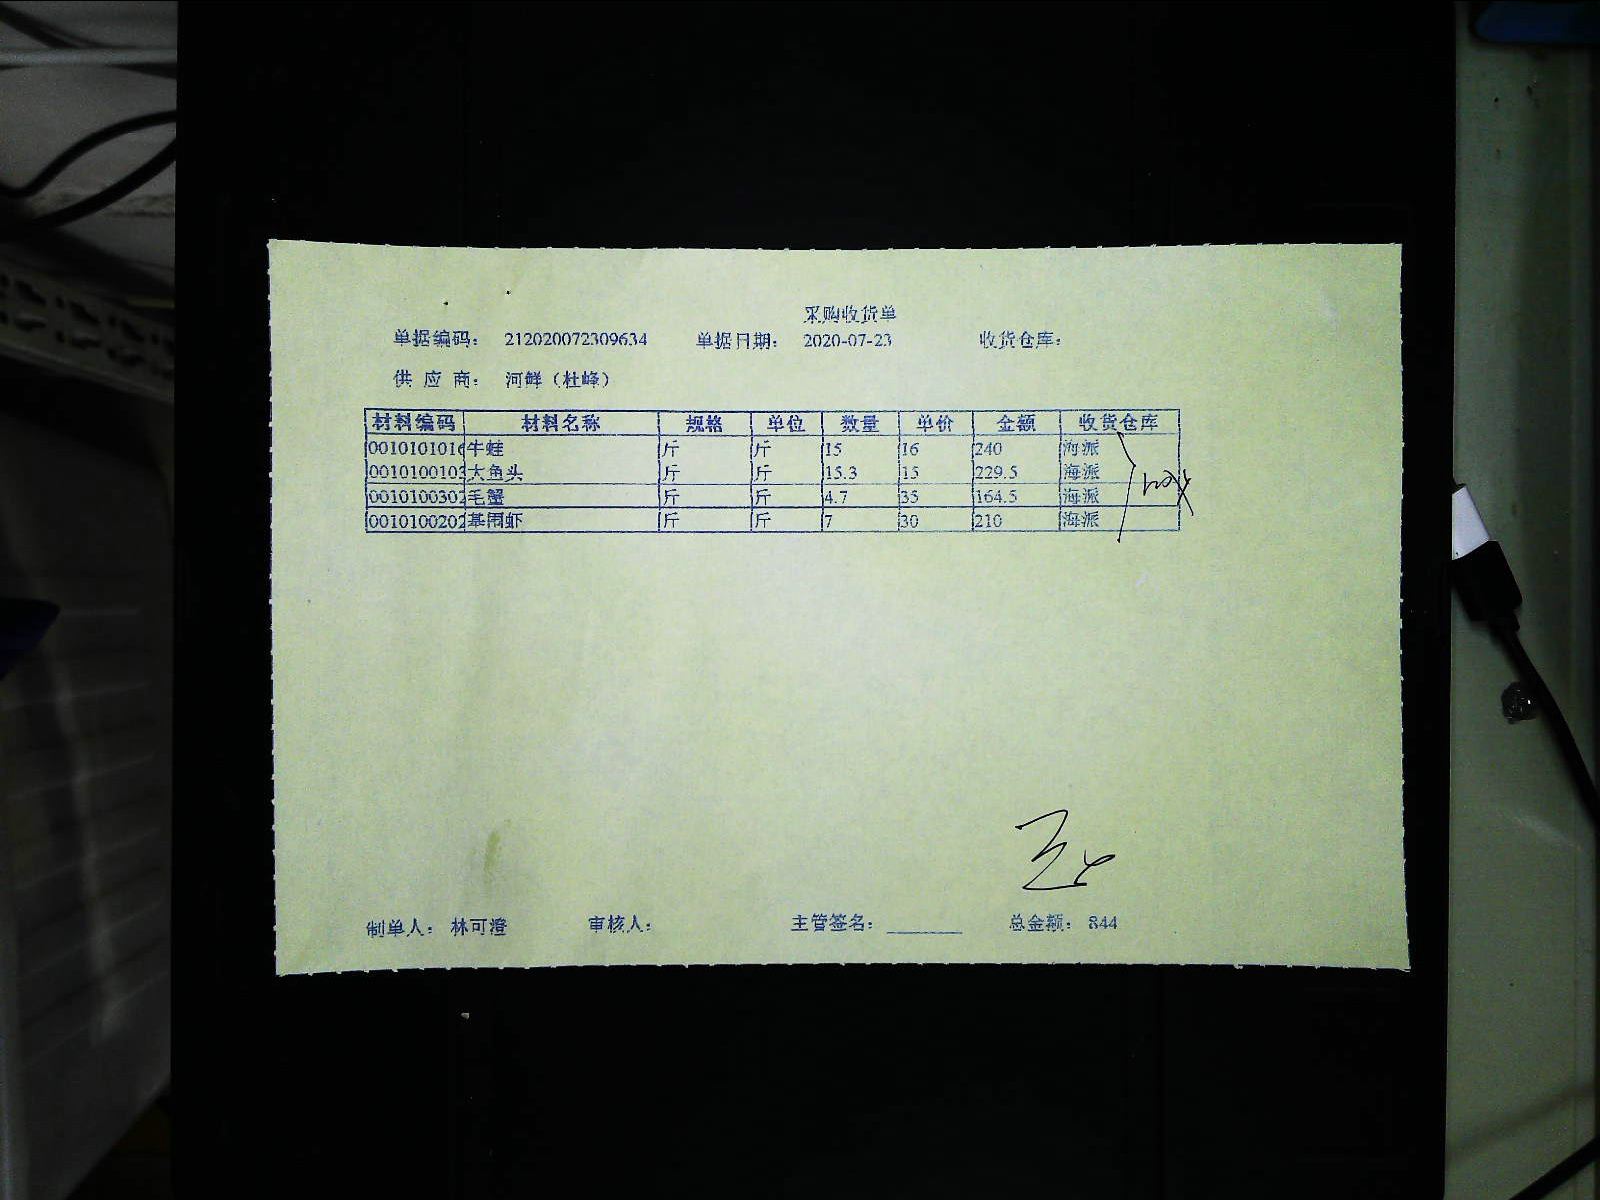 采购收货单
单据编码： 212020072309634 单据日期： 2020-07-23 收货仓库：
供 应 商： 河鲜（杜峰）
材料编码 材料名称 规格 单位 数量 单价 金额 收货仓库
001010101 牛蛙 斤 斤 15 16 240 海派
0010100103 大鱼头 斤 斤 15.3 15 229.5 海派
0010100302 毛蟹 斤 斤 4.7 35 164.5 海派
0010100202 基围虾 斤 斤 7 30 210 海派
制单人： 林可澄 审核人： 主管签名： 总金额： 844